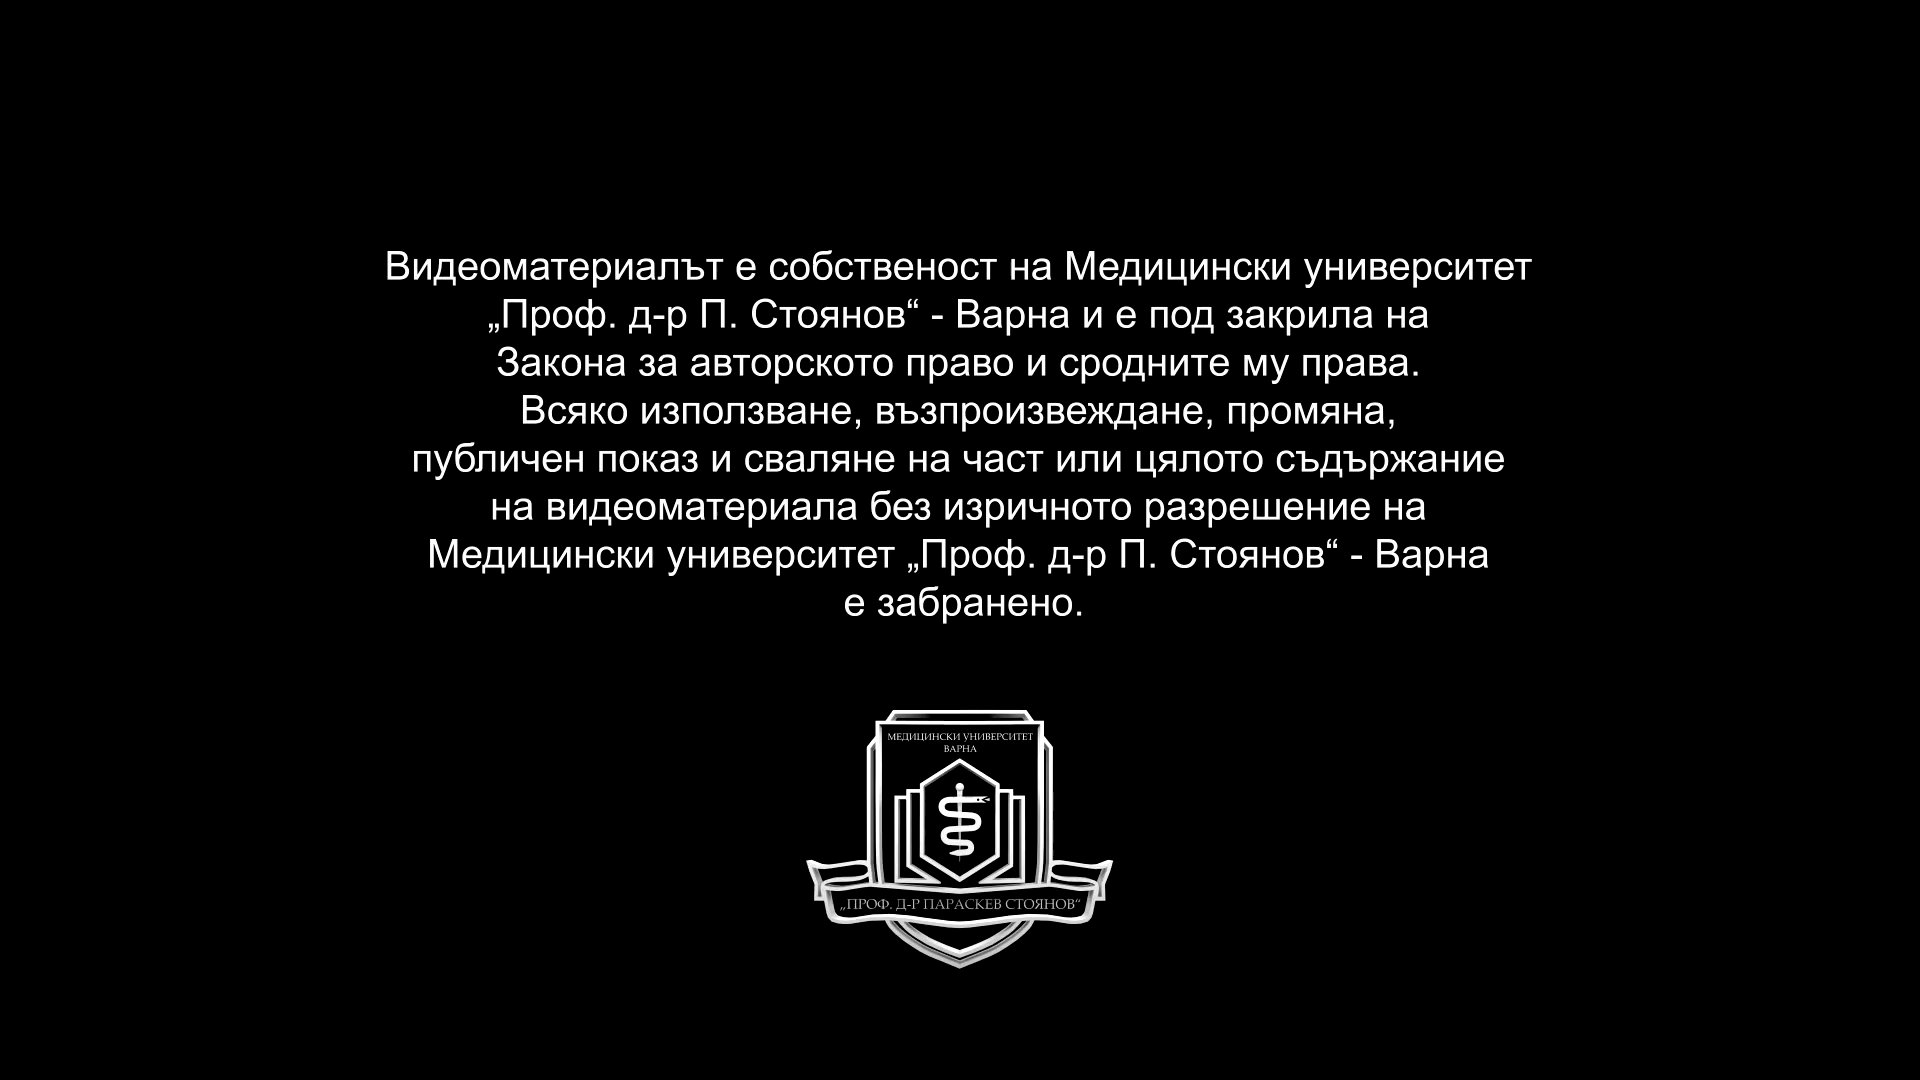 Видеоматериалът е собственост на Медицински университет
„Проф. д-р П. Стоянов“ - Варна и е под закрила на
Закона за авторското право и сродните му права.
Всяко използване, възпроизвеждане, промяна,
публичен показ и сваляне на част или цялото съдържание
на видеоматериала без изричното разрешение на
Медицински университет „Проф. д-р П. Стоянов“ - Варна
е забранено.
МЕДИЦИНСКИ УНИВЕРСИТЕТ
ВАРНА
„ПРОФ. Д-Р ПАРАСКЕВ СТОЯНОВ“